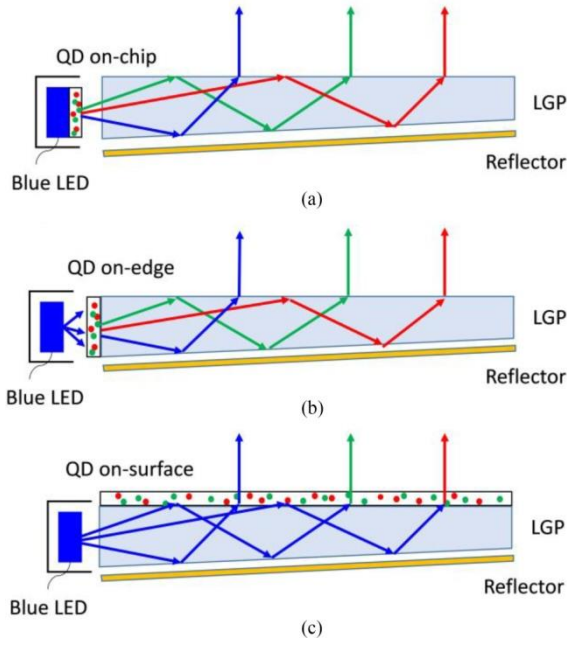 QD on-chip
LGP
Reflector
Blue LED
(a)
QD on-edge
LGP
Reflector
Blue LED
(b)
QD on-surface
LGP
Reflector
Blue LED
(c)